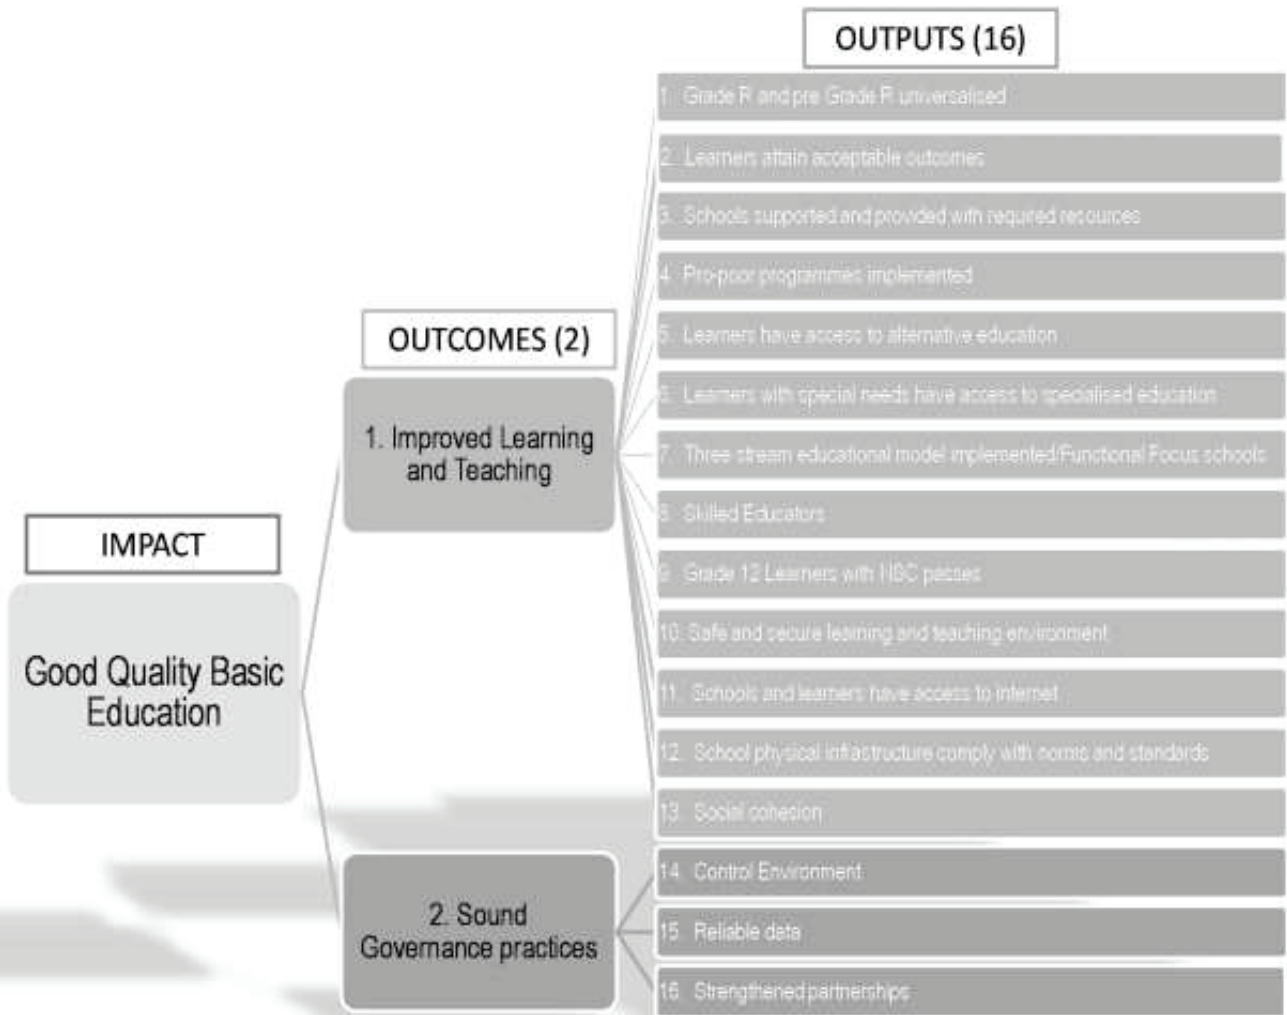 OUTPUTS (16)
1. Grade R and pre Grade R universalised
2. Learners attain acceptable outcomes
3. Schools supported and provided with required resources
4. Pro-poor programmes implemented
5. Learners have access to alternative education
6. Learners with special needs have access to specialised education
7. Three stream educational model implemented/Functional Focus schools
8. Skilled Educators
9. Grade 12 Learners with NSC passes
10. Safe and secure learning and teaching environment
11. Schools and learners have access to internet
12. School physical infrastructure comply with norms and standards
13. Social cohesion
14. Control Environment
15. Reliable data
16. Strengthened partnerships
OUTCOMES (2)
1. Improved Learning
and Teaching
2. Sound
Governance practices
IMPACT
Good Quality Basic
Education